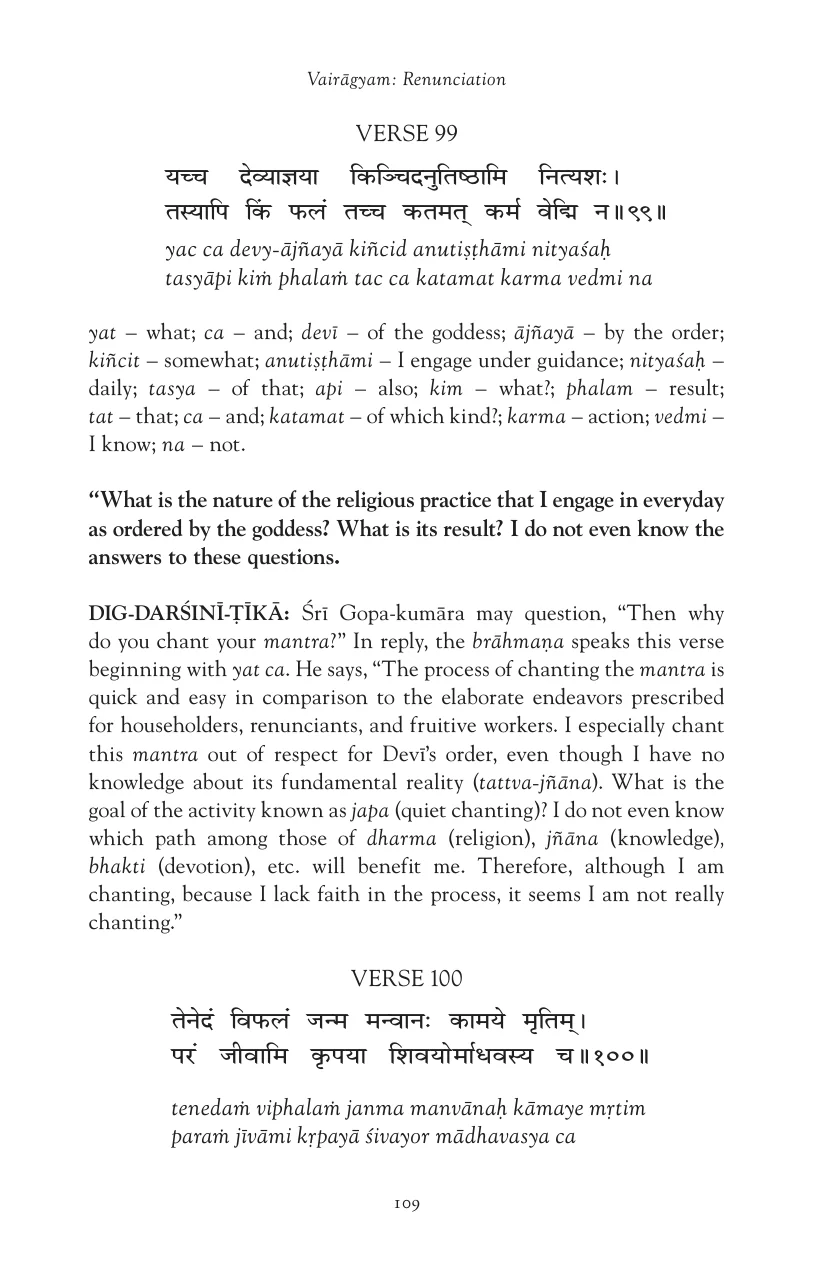 Vairāgyam: Renunciation
VERSE 99
यच्च देव्याज्ञया किञ्चिदनुतिष्ठामि नित्यशः।
तस्यापि किं फलं तच्च कतमत् कर्म वेद्मि न॥९९॥
yac ca devy-ājñayā kiñcid anutiṣṭhāmi nityaśaḥ
tasyāpi kiṁ phalaṁ tac ca katamat karma vedmi na
yat – what; ca – and; devī – of the goddess; ājñayā – by the order;
kiñcit – somewhat; anutiṣṭhāmi – I engage under guidance; nityaśaḥ –
daily; tasya – of that; api – also; kim – what?; phalam – result;
tat – that; ca – and; katamat – of which kind?; karma – action; vedmi –
I know; na – not.
“What is the nature of the religious practice that I engage in everyday
as ordered by the goddess? What is its result? I do not even know the
answers to these questions.
DIG-DARŚINĪ-ṬĪKĀ: Śrī Gopa-kumāra may question, “Then why
do you chant your mantra?” In reply, the brāhmaṇa speaks this verse
beginning with yat ca. He says, “The process of chanting the mantra is
quick and easy in comparison to the elaborate endeavors prescribed
for householders, renunciants, and fruitive workers. I especially chant
this mantra out of respect for Devī’s order, even though I have no
knowledge about its fundamental reality (tattva-jñāna). What is the
goal of the activity known as japa (quiet chanting)? I do not even know
which path among those of dharma (religion), jñāna (knowledge),
bhakti (devotion), etc. will benefit me. Therefore, although I am
chanting, because I lack faith in the process, it seems I am not really
chanting.”
VERSE 100
तेनेदं विफलं जन्म मन्वानः कामये मृतिम्।
परं जीवामि कृपया शिवयोर्माधवस्य च॥१००॥
tenedaṁ viphalaṁ janma manvānaḥ kāmaye mṛtim
paraṁ jīvāmi kṛpayā śivayor mādhavasya ca
109